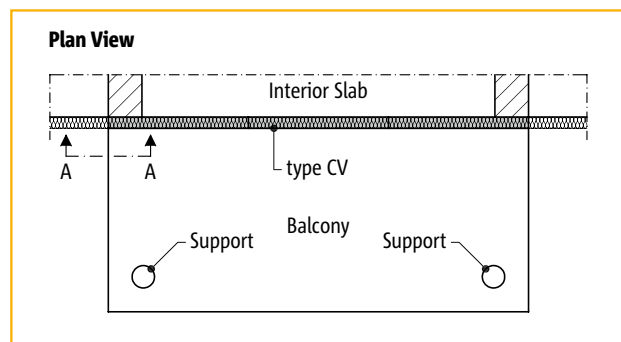 Plan View
Interior Slab
A A
type CV
Balcony
Support Support